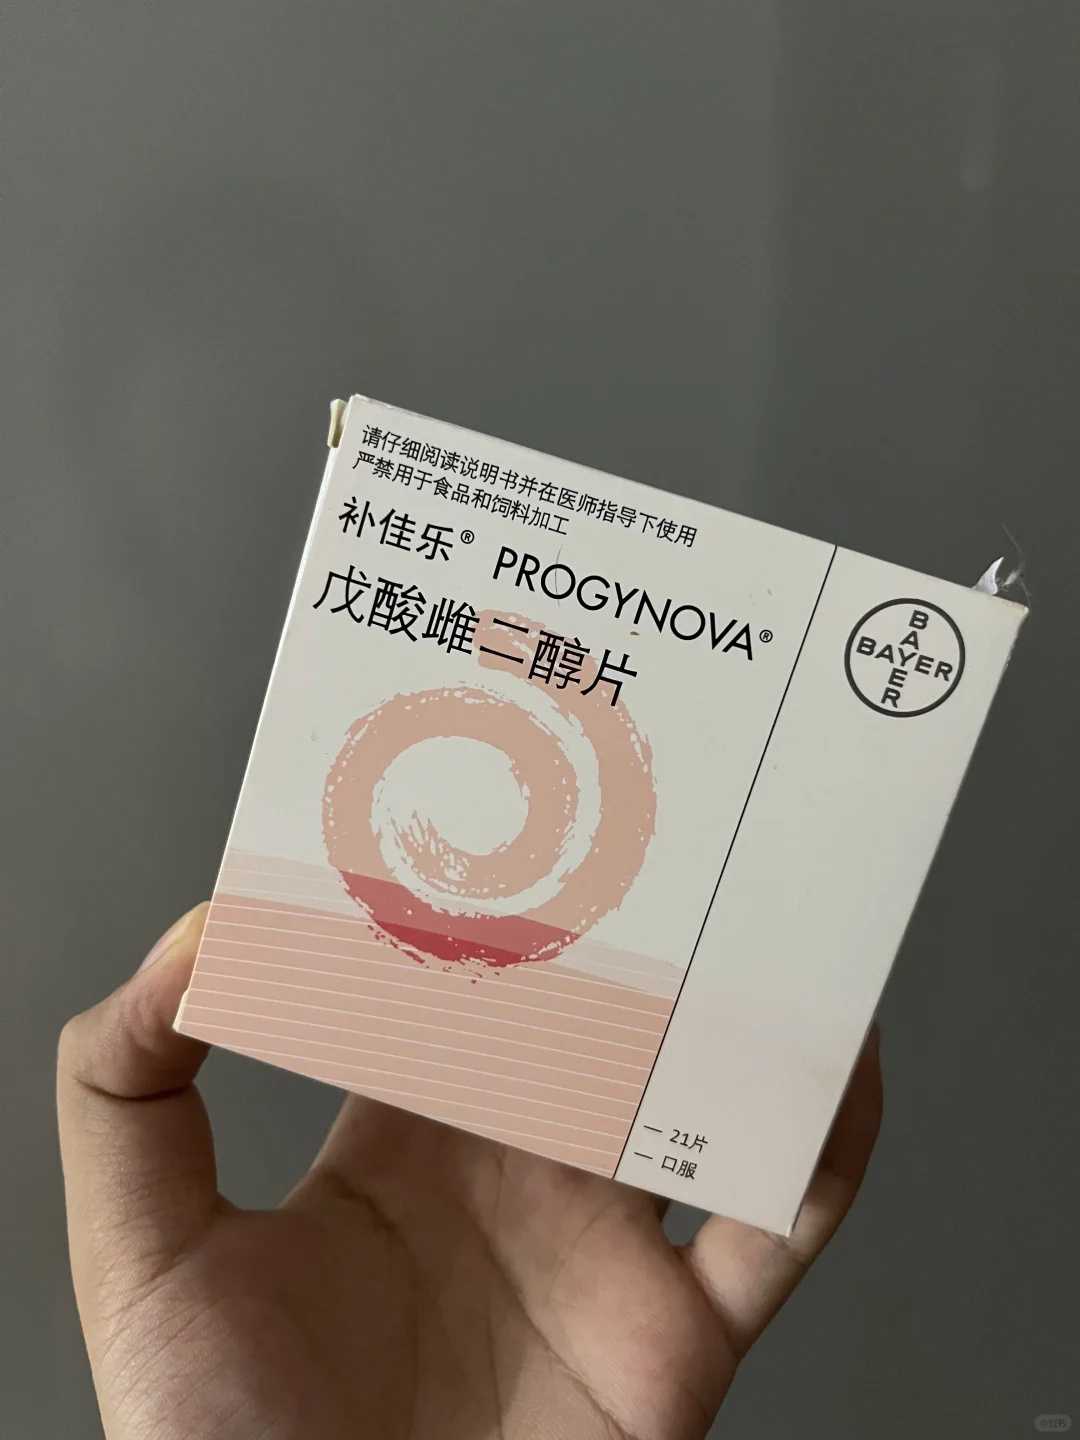 请仔细阅读说明书并在医师指导下使用
严禁用于食品和饲料加工
补佳乐® PROGYNOVA®
戊酸雌二醇片
BAYER
BAYER
— 21片
— 口服